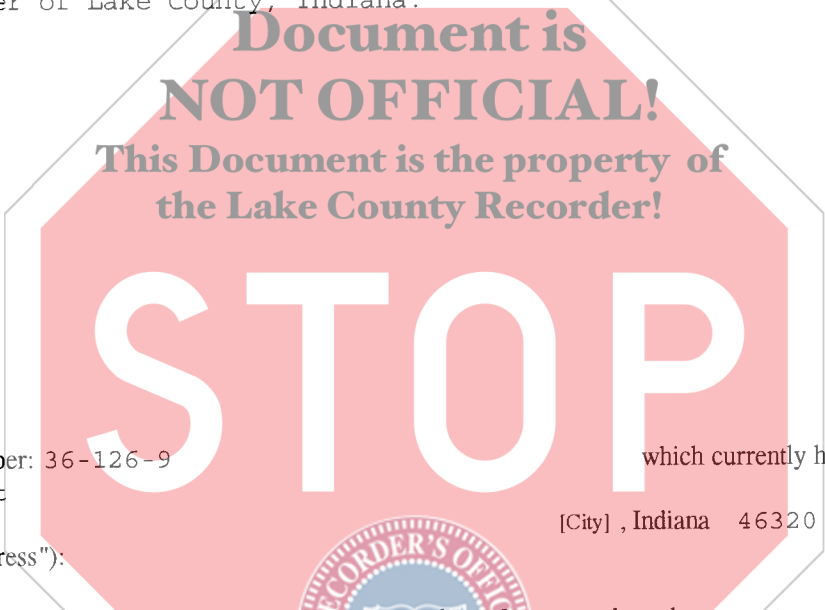 er of Lake County, Indiana.
Document is
NOT OFFICIAL!
This Document is the property of
the Lake County Recorder!
STOP
ber: 36-126-9 which currently h
[City] , Indiana 46320
ress"):
RECORDER'S OFFIC